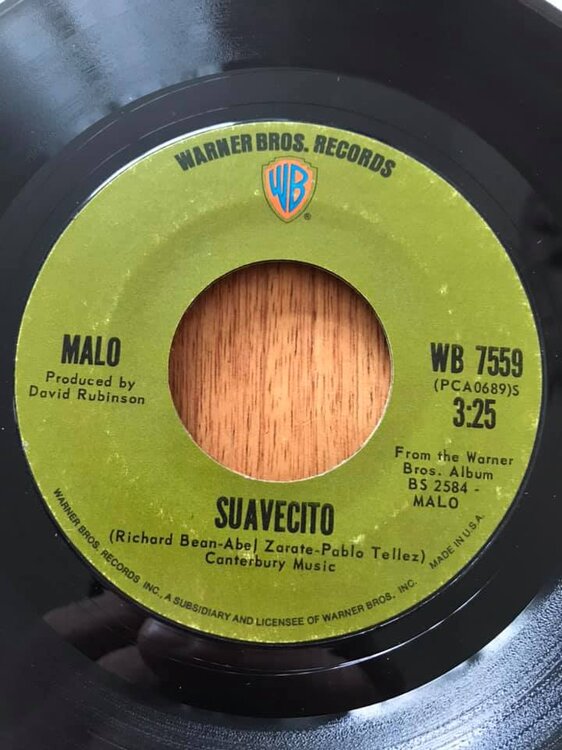 WARNER BROS. RECORDS
WB
®
MALO
Produced by
David Rubinson
WB 7559
(PCA0689)S
3:25
From the Warner
Bros. Album
BS 2584 -
MALO
SUAVECITO
(Richard Bean-Abel Zarate-Pablo Tellez)
Canterbury Music
WARNER BROS. RECORDS INC., A SUBSIDIARY AND LICENSEE OF WARNER BROS. INC. MADE IN U.S.A.